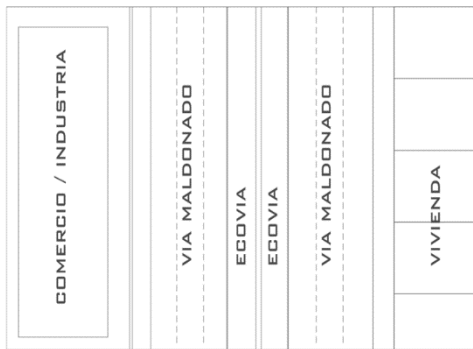 COMERCIO / INDUSTRIA
VIA MALDONADO
ECOVIA
ECOVIA
VIA MALDONADO
VIVIENDA